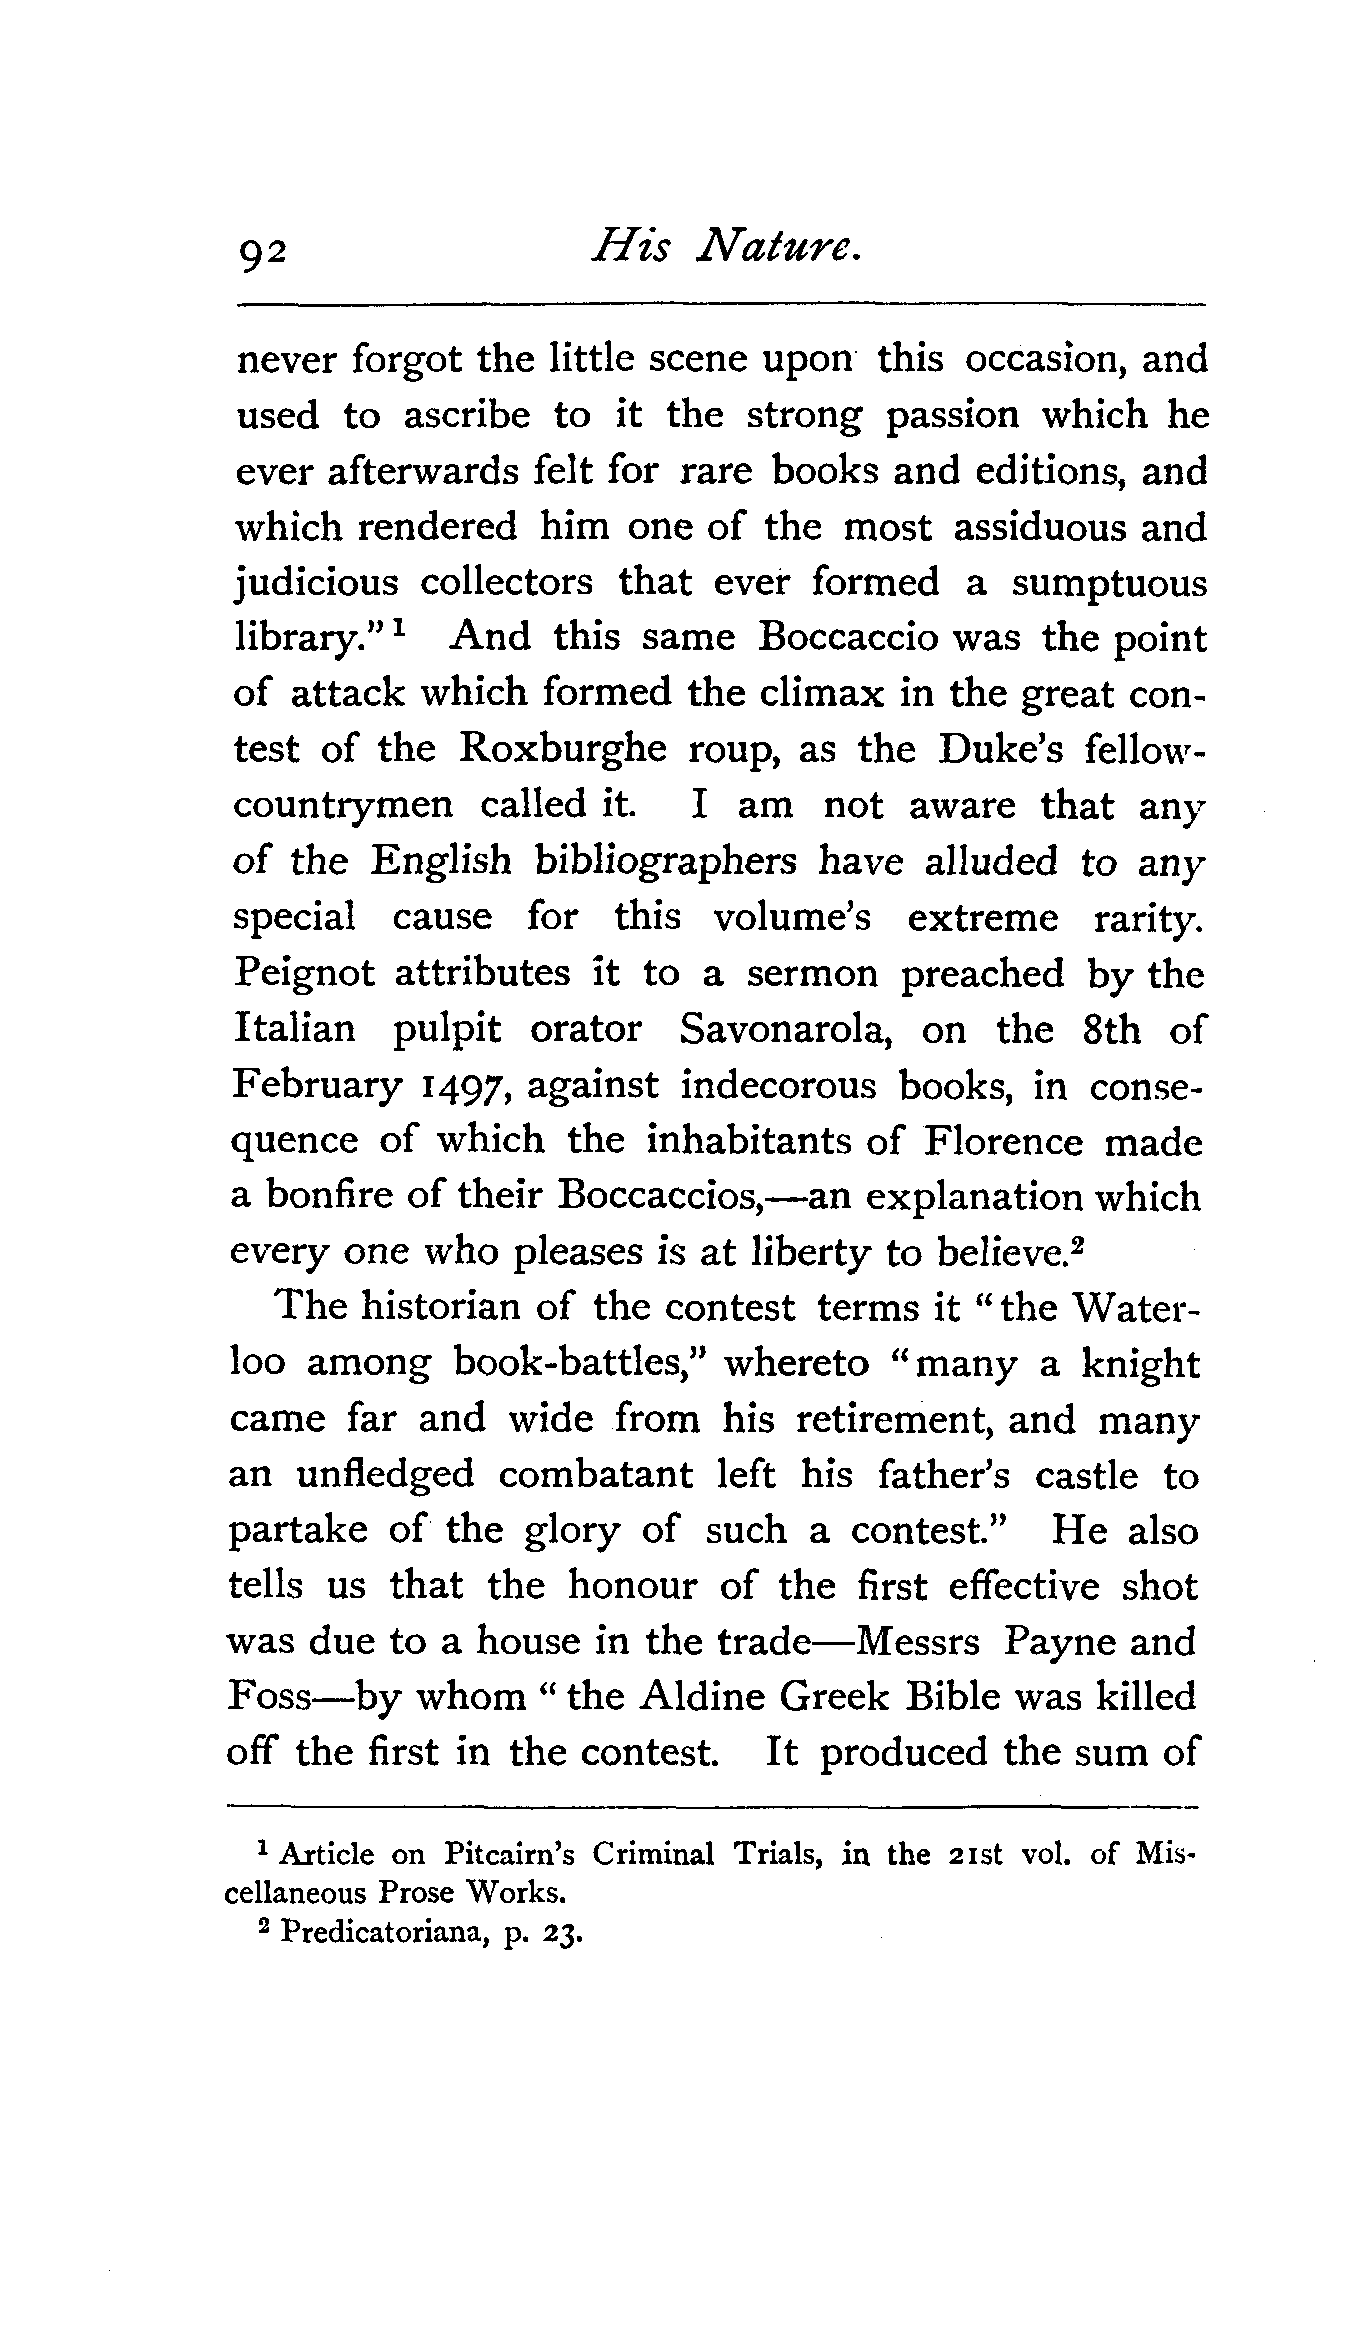 92 His Nature.
never forgot the little scene upon this occasion, and
used to ascribe to it the strong passion which he
ever afterwards felt for rare books and editions, and
which rendered him one of the most assiduous and
judicious collectors that ever formed a sumptuous
library.” ¹ And this same Boccaccio was the point
of attack which formed the climax in the great con-
test of the Roxburghe roup, as the Duke’s fellow-
countrymen called it. I am not aware that any
of the English bibliographers have alluded to any
special cause for this volume’s extreme rarity.
Peignot attributes it to a sermon preached by the
Italian pulpit orator Savonarola, on the 8th of
February 1497, against indecorous books, in conse-
quence of which the inhabitants of Florence made
a bonfire of their Boccaccios,—an explanation which
every one who pleases is at liberty to believe.²
The historian of the contest terms it “the Water-
loo among book-battles,” whereto “many a knight
came far and wide from his retirement, and many
an unfledged combatant left his father’s castle to
partake of the glory of such a contest.” He also
tells us that the honour of the first effective shot
was due to a house in the trade—Messrs Payne and
Foss—by whom “the Aldine Greek Bible was killed
off the first in the contest. It produced the sum of
¹ Article on Pitcairn’s Criminal Trials, in the 21st vol. of Mis-
cellaneous Prose Works.
² Predicatoriana, p. 23.